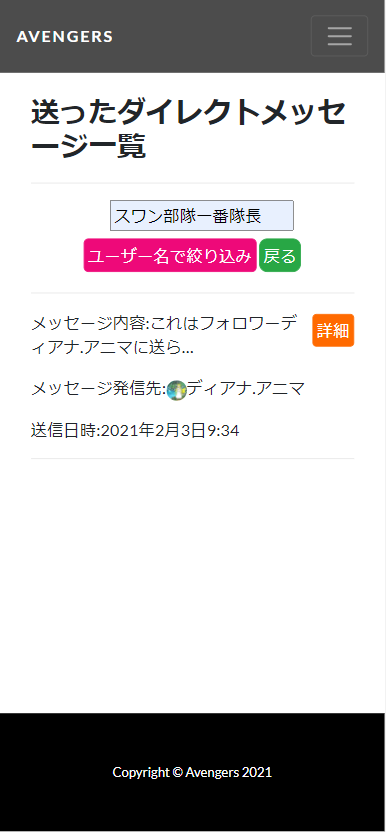 AVENGERS
送ったダイレクトメッセ
ージ一覧
スワン部隊一番隊長
ユーザー名で絞り込み 戻る
メッセージ内容:これはフォロワーデ 詳細
ィアナ.アニマに送ら...
メッセージ発信先:ディアナ.アニマ
送信日時:2021年2月3日9:34
Copyright © Avengers 2021